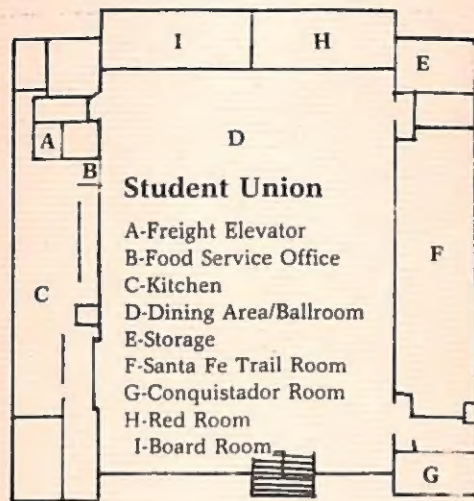 I
H
E
A
D
B
Student Union
A-Freight Elevator
B-Food Service Office
C-Kitchen
D-Dining Area/Ballroom
E-Storage
F-Santa Fe Trail Room
G-Conquistador Room
H-Red Room
I-Board Room
C
F
G